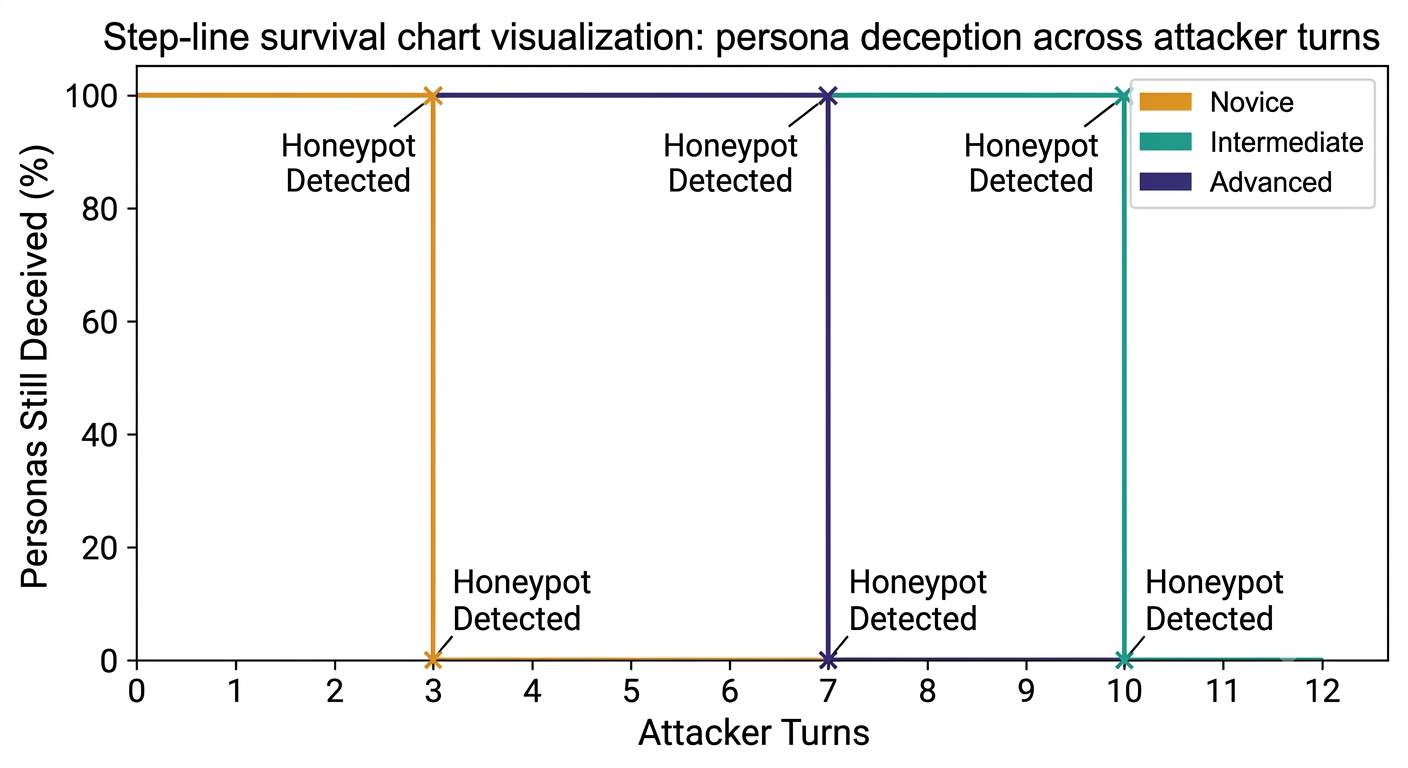 Step-line survival chart visualization: persona deception across attacker turns
Personas Still Deceived (%)
100
80
60
40
20
0
Honeypot
Detected
Honeypot
Detected
Honeypot
Detected
Novice
Intermediate
Advanced
Honeypot
Detected
Honeypot
Detected
Honeypot
Detected
0 1 2 3 4 5 6 7 8 9 10 11 12
Attacker Turns